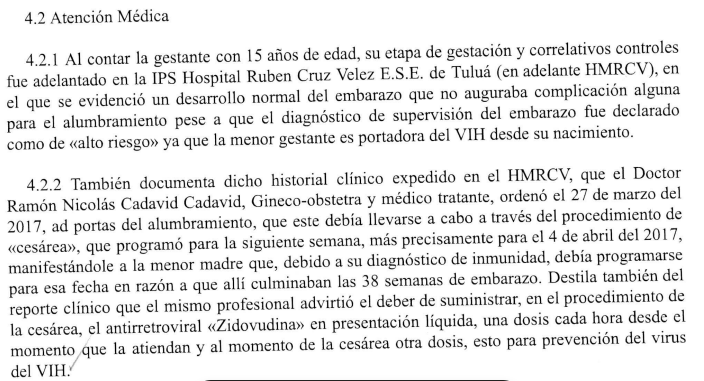 4.2 Atención Médica
4.2.1 Al contar la gestante con 15 años de edad, su etapa de gestación y correlativos controles
fue adelantado en la IPS Hospital Ruben Cruz Velez E.S.E. de Tuluá (en adelante HMRCV), en
el que se evidenció un desarrollo normal del embarazo que no auguraba complicación alguna
para el alumbramiento pese a que el diagnóstico de supervisión del embarazo fue declarado
como de «alto riesgo» ya que la menor gestante es portadora del VIH desde su nacimiento.
4.2.2 También documenta dicho historial clínico expedido en el HMRCV, que el Doctor
Ramón Nicolás Cadavid Cadavid, Gineco-obstetra y médico tratante, ordenó el 27 de marzo del
2017, ad portas del alumbramiento, que este debía llevarse a cabo a través del procedimiento de
«cesárea», que programó para la siguiente semana, más precisamente para el 4 de abril del 2017,
manifestándole a la menor madre que, debido a su diagnóstico de inmunidad, debía programarse
para esa fecha en razón a que allí culminaban las 38 semanas de embarazo. Destila también del
reporte clínico que el mismo profesional advirtió el deber de suministrar, en el procedimiento de
la cesárea, el antirretroviral «Zidovudina» en presentación líquida, una dosis cada hora desde el
momento que la atiendan y al momento de la cesárea otra dosis, esto para prevención del virus
del VIH.